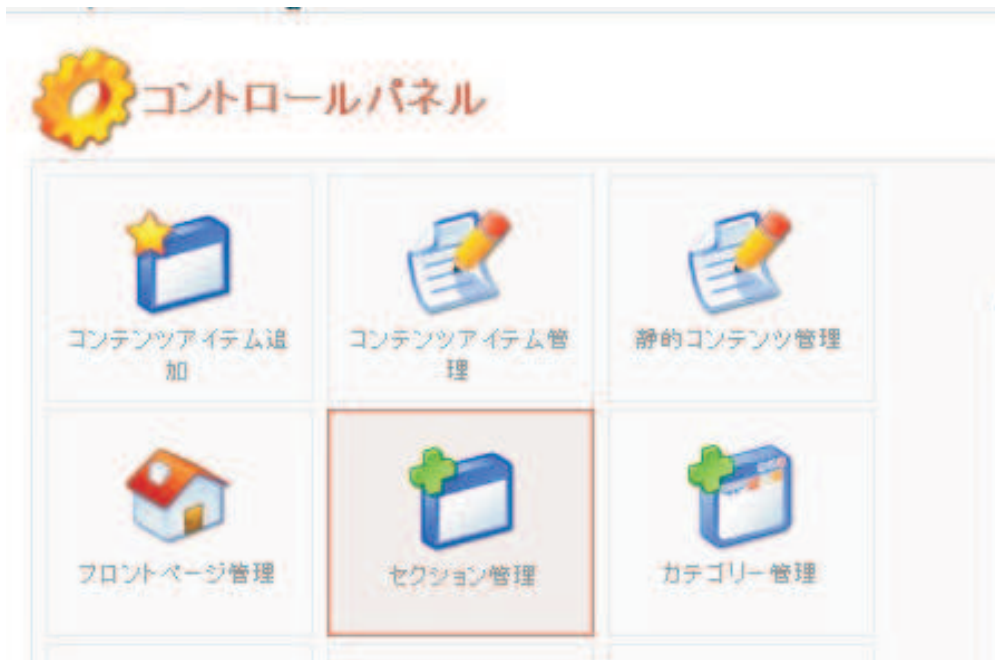 コントロールパネル
コンテンツアイテム追
加
コンテンツアイテム管
理
静的コンテンツ管理
フロントページ管理
セクション管理
カテゴリー管理